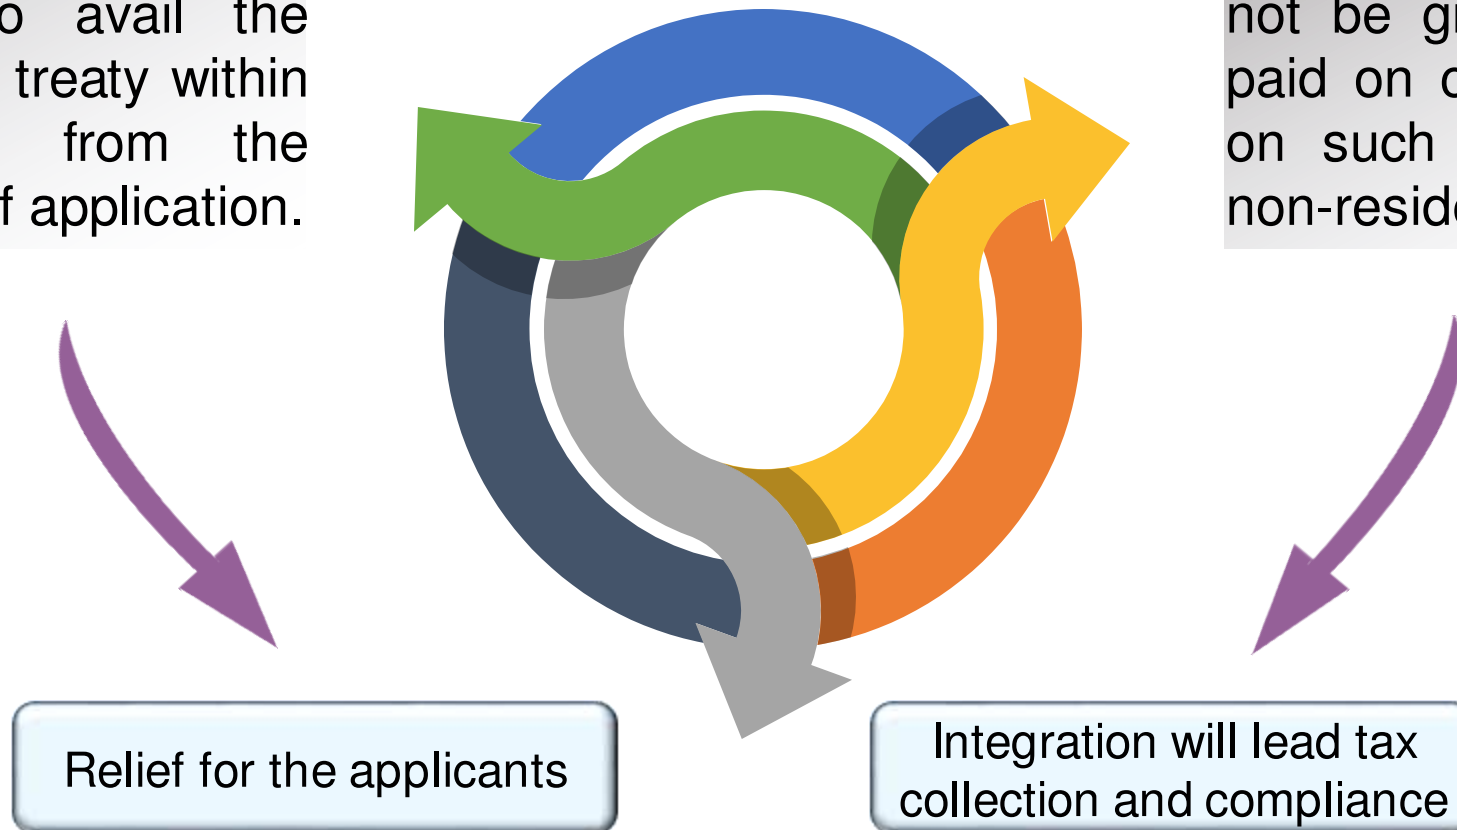 avail the
treaty within
from the
application.
not be
paid on
on such
Relief for the applicants
Integration will lead tax
collection and compliance